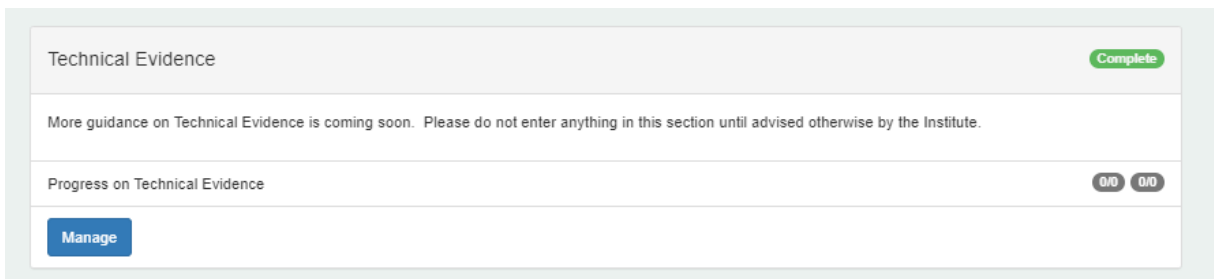 Technical Evidence Complete
More guidance on Technical Evidence is coming soon.  Please do not enter anything in this section until advised otherwise by the Institute.
Progress on Technical Evidence 0/0 0/0
Manage